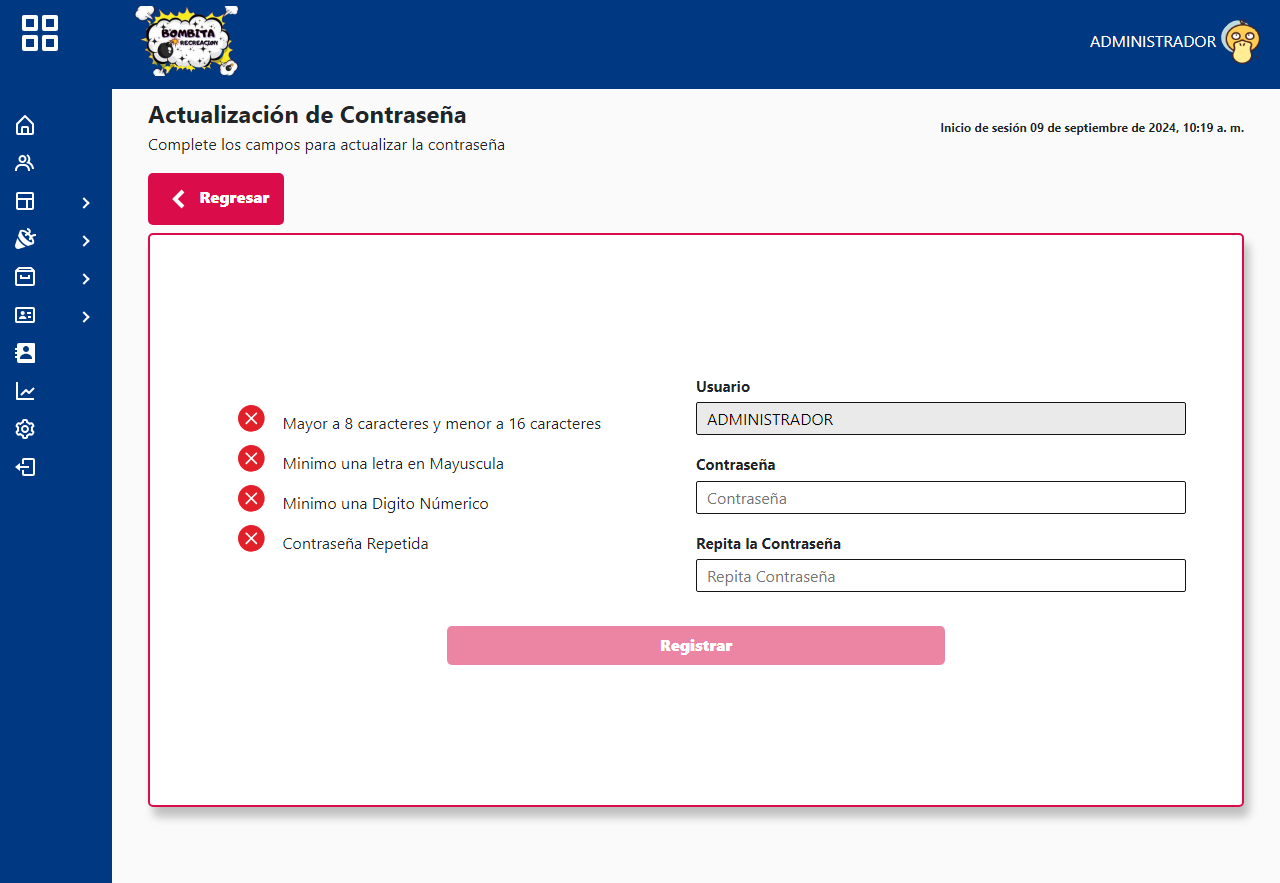 BOMBITA
RECREACION
ADMINISTRADOR
Actualización de Contraseña
Complete los campos para actualizar la contraseña
Inicio de sesión 09 de septiembre de 2024, 10:19 a. m.
Regresar
Mayor a 8 caracteres y menor a 16 caracteres
Minimo una letra en Mayuscula
Minimo una Digito Númerico
Contraseña Repetida
Usuario
ADMINISTRADOR
Contraseña
Contraseña
Repita la Contraseña
Repita Contraseña
Registrar